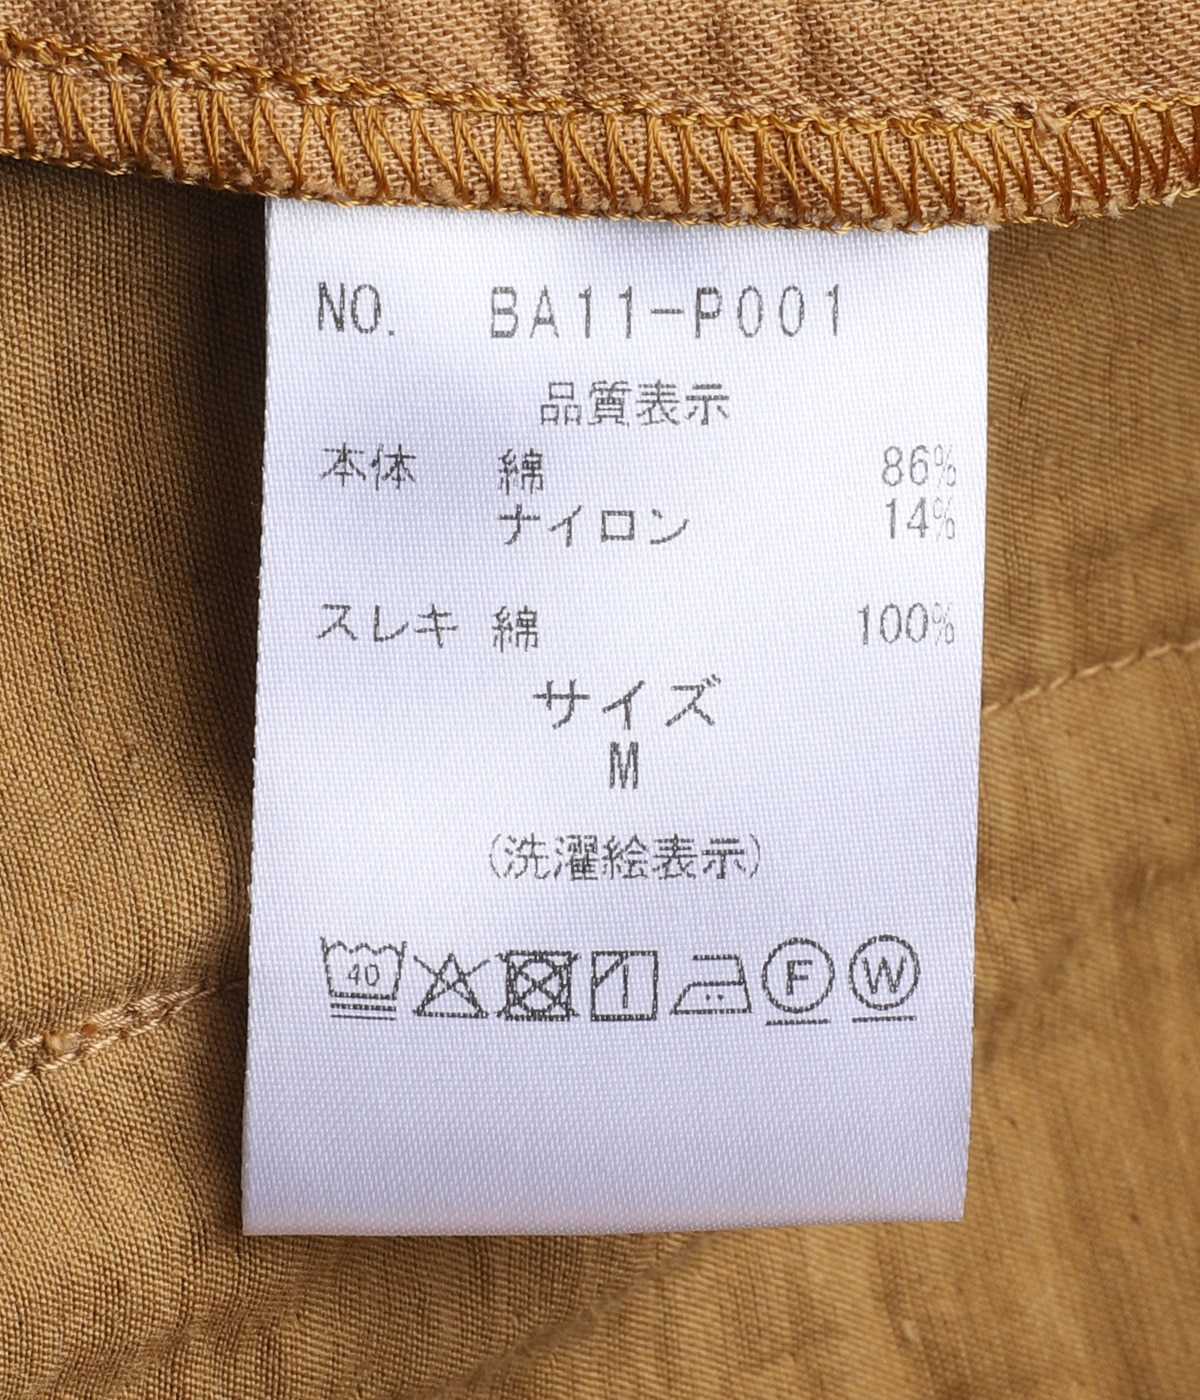 NO. BA11-P001
品質表示
本体 綿 86%
ナイロン 14%
スレキ 綿 100%
サイズ
M
(洗濯絵表示)
40 F W